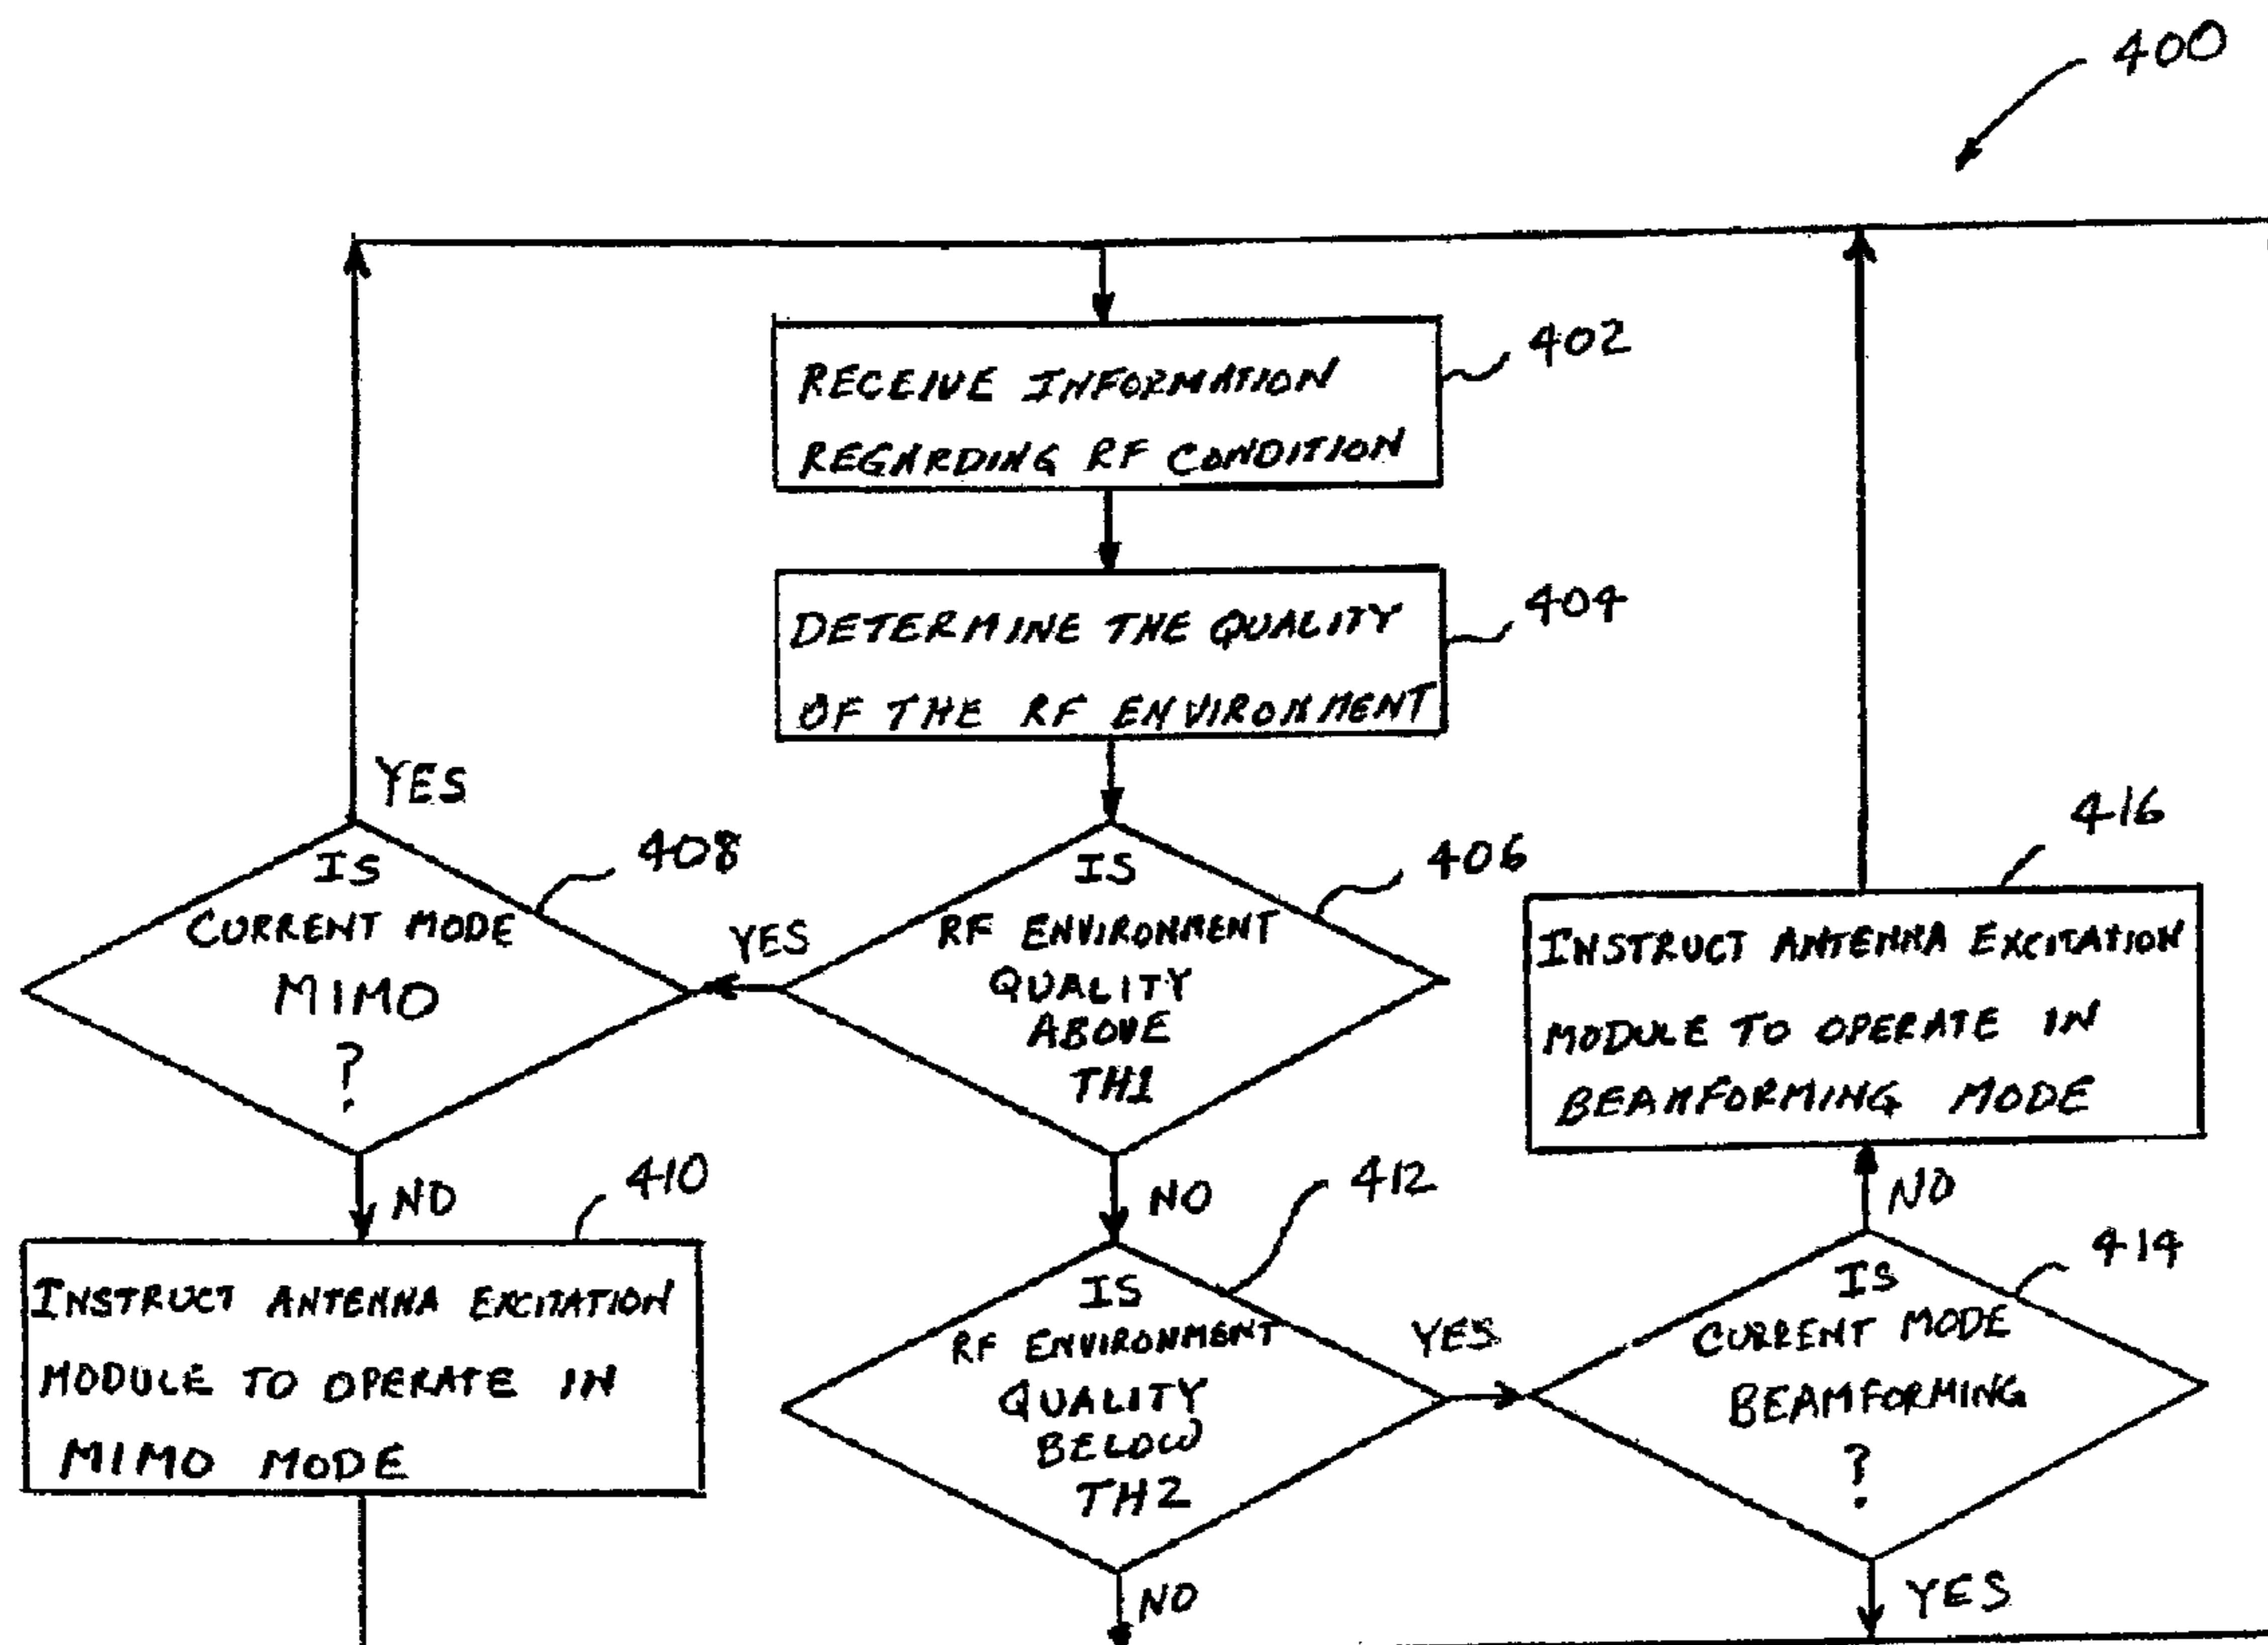 400
RECEIVE INFORMATION
REGARDING RF CONDITION
402
DETERMINE THE QUALITY
OF THE RF ENVIRONMENT
404
IS
RF ENVIRONMENT
QUALITY
ABOVE
TH1
406
YES
IS
CURRENT MODE
MIMO
?
408
YES
NO
INSTRUCT ANTENNA EXCITATION
MODULE TO OPERATE IN
MIMO MODE
410
NO
IS
RF ENVIRONMENT
QUALITY
BELOW
TH2
412
YES
NO
IS
CURRENT MODE
BEAMFORMING
?
414
NO
YES
INSTRUCT ANTENNA EXCITATION
MODULE TO OPERATE IN
BEAMFORMING MODE
416